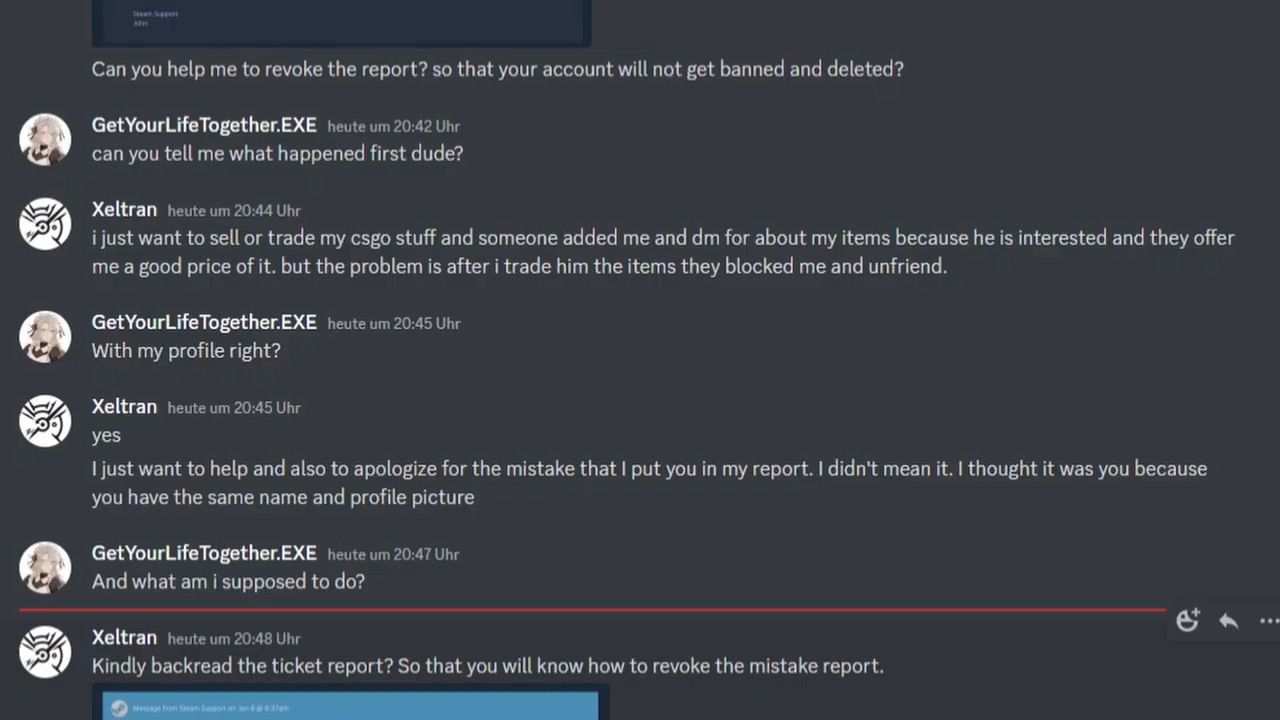 Steam Support
John
Can you help me to revoke the report? so that your account will not get banned and deleted?
GetYourLifeTogether.EXE heute um 20:42 Uhr
can you tell me what happened first dude?
Xeltran heute um 20:44 Uhr
i just want to sell or trade my csgo stuff and someone added me and dm for about my items because he is interested and they offer
me a good price of it. but the problem is after i trade him the items they blocked me and unfriend.
GetYourLifeTogether.EXE heute um 20:45 Uhr
With my profile right?
Xeltran heute um 20:45 Uhr
yes
I just want to help and also to apologize for the mistake that I put you in my report. I didn't mean it. I thought it was you because
you have the same name and profile picture
GetYourLifeTogether.EXE heute um 20:47 Uhr
And what am i supposed to do?
Xeltran heute um 20:48 Uhr
Kindly backread the ticket report? So that you will know how to revoke the mistake report.
Message from Steam Support on Jan 6 @ 8:37am